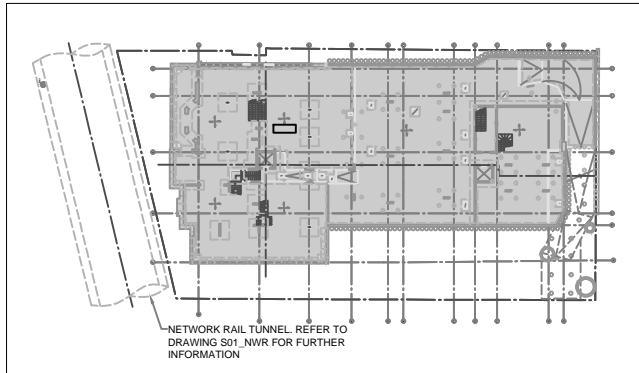 NETWORK RAIL TUNNEL. REFER TO
DRAWING S01_NWR FOR FURTHER
INFORMATION